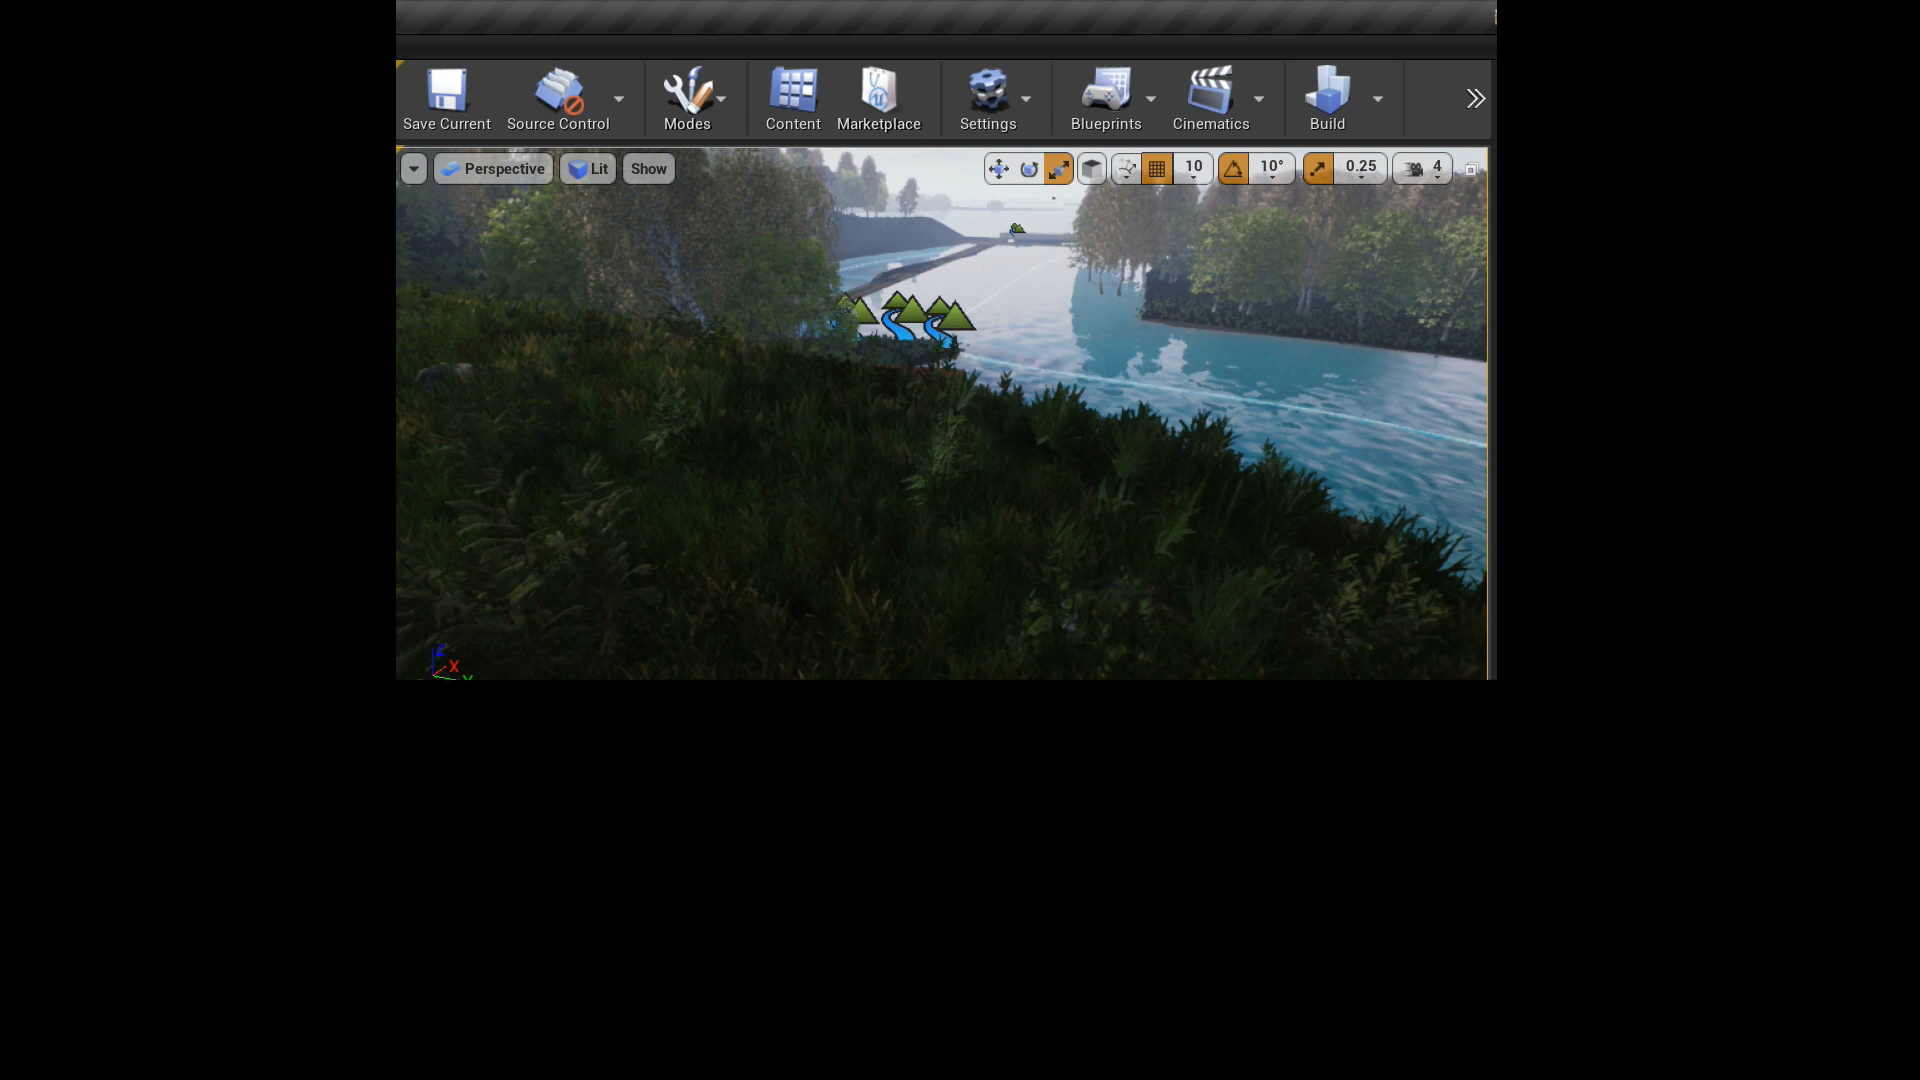 Save Current Source Control Modes Content Marketplace Settings Blueprints Cinematics Build
Perspective Lit Show 10 10° 0.25 4
Z
X
Y